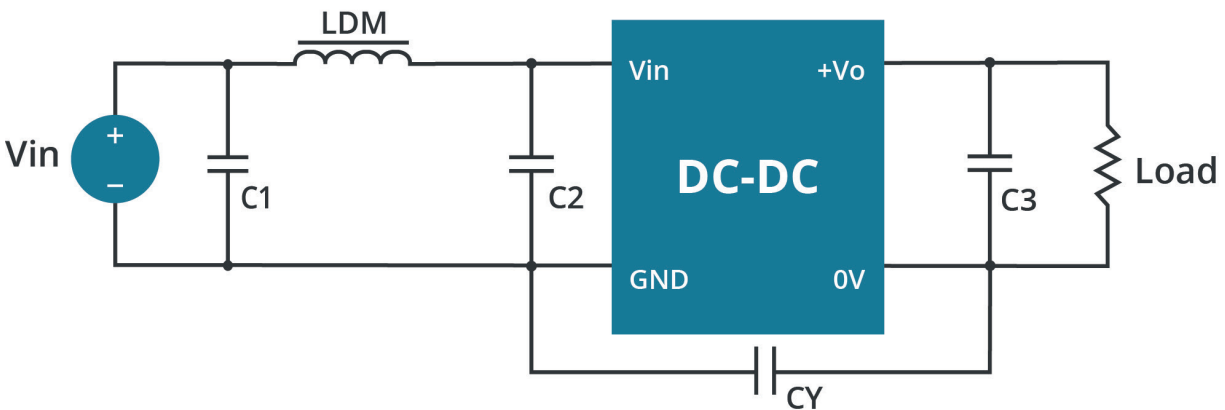 LDM
Vin
+
−
C1
C2
Vin
+Vo
DC-DC
GND
0V
C3
Load
CY